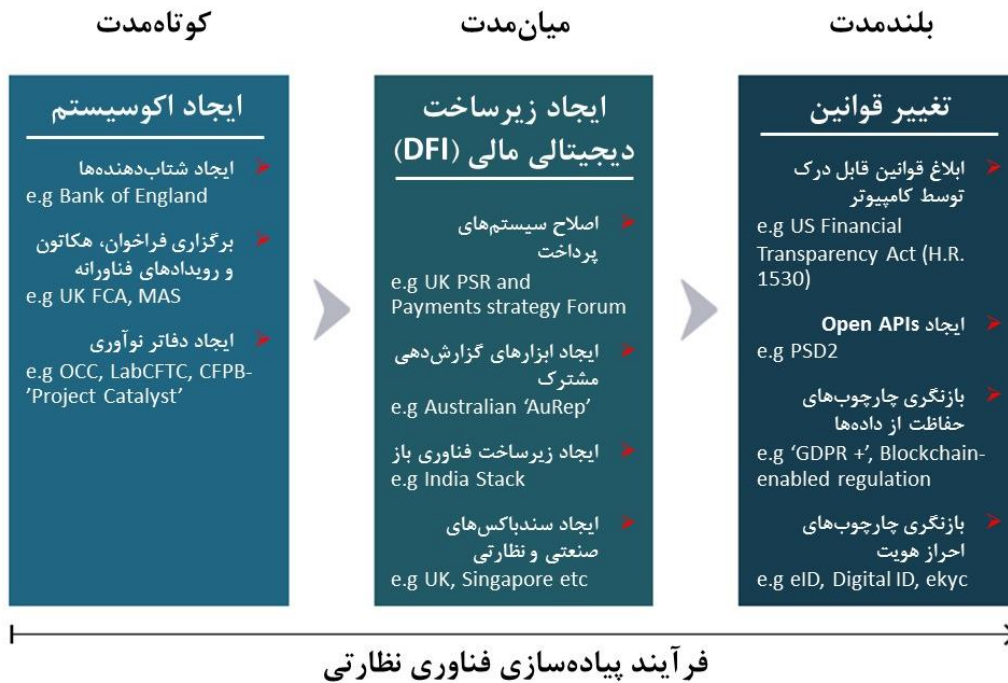 کوتاه‌مدت
ایجاد اکوسیستم
ایجاد شتاب‌دهنده‌ها
e.g Bank of England
برگزاری فراخوان، هکاتون
و رویدادهای فناورانه
e.g UK FCA, MAS
ایجاد دفاتر نوآوری
e.g OCC, LabCFTC, CFPB-
’Project Catalyst’
میان‌مدت
ایجاد زیرساخت
دیجیتالی مالی (DFI)
اصلاح سیستم‌های
پرداخت
e.g UK PSR and
Payments strategy Forum
ایجاد ابزارهای گزارش‌دهی
مشترک
e.g Australian ‘AuRep’
ایجاد زیرساخت فناوری باز
e.g India Stack
ایجاد سندباکس‌های
صنعتی و نظارتی
e.g UK, Singapore etc
بلندمدت
تغییر قوانین
ابلاغ قوانین قابل درک
توسط کامپیوتر
e.g US Financial
Transparency Act (H.R.
1530)
ایجاد Open APIs
e.g PSD2
بازنگری چارچوب‌های
حفاظت از داده‌ها
e.g ‘GDPR +’, Blockchain-
enabled regulation
بازنگری چارچوب‌های
احراز هویت
e.g eID, Digital ID, ekyc
فرآیند پیاده‌سازی فناوری نظارتی